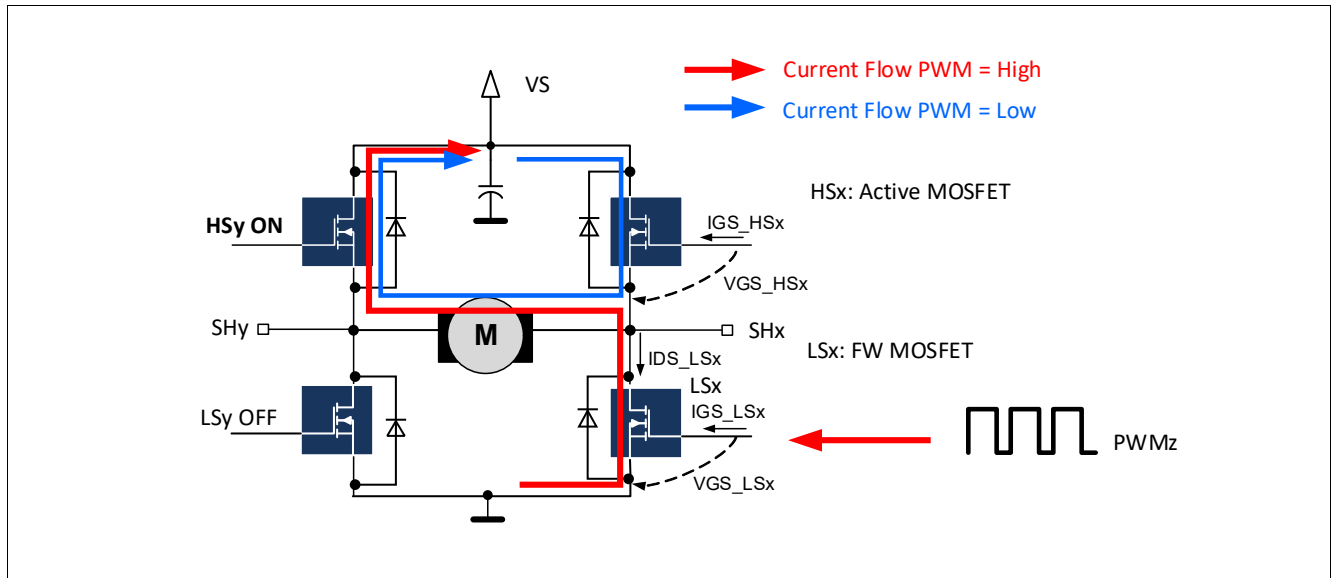 Current Flow PWM = High
VS
Current Flow PWM = Low
HSx: Active MOSFET
HSy ON
IGS_HSx
VGS_HSx
SHy
M
SHx
IDS_LSx
LSx: FW MOSFET
LSx
LSy OFF
IGS_LSx
PWMz
VGS_LSx